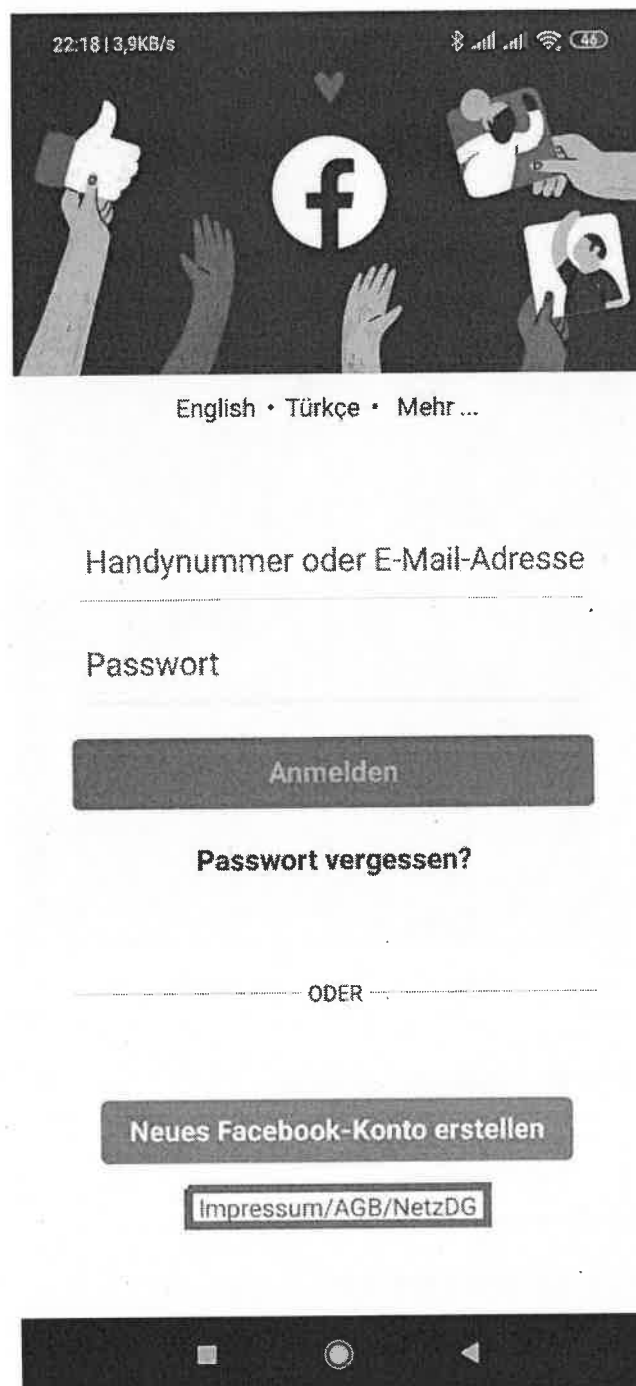 22:18 | 3,9KB/s 46
English • Türkçe • Mehr ...
Handynummer oder E-Mail-Adresse
Passwort
Anmelden
Passwort vergessen?
ODER
Neues Facebook-Konto erstellen
Impressum/AGB/NetzDG